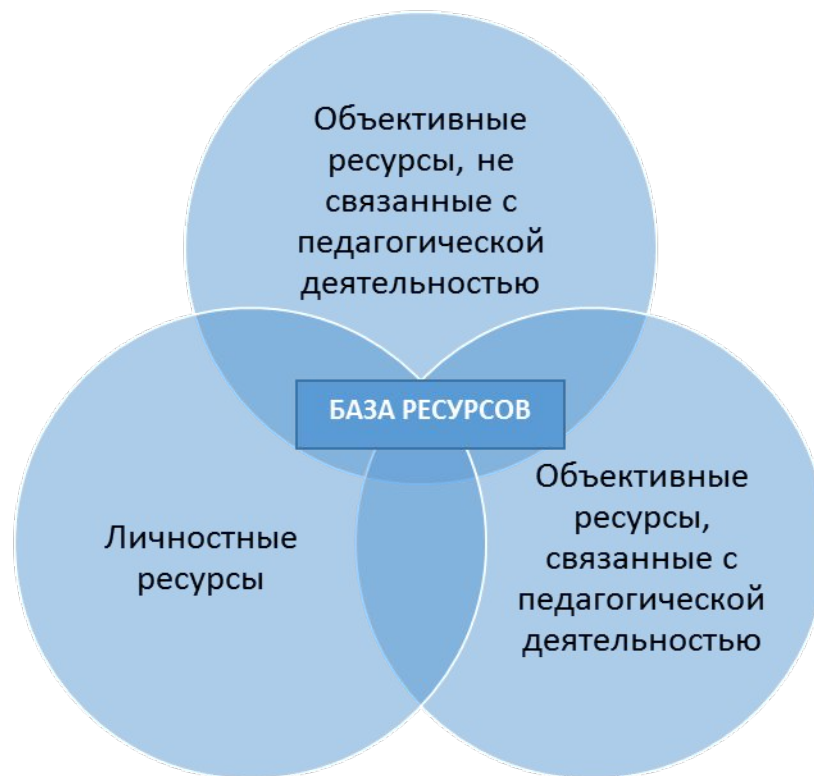 Объективные
ресурсы, не
связанные с
педагогической
деятельностью
БАЗА РЕСУРСОВ
Личностные
ресурсы
Объективные
ресурсы,
связанные с
педагогической
деятельностью